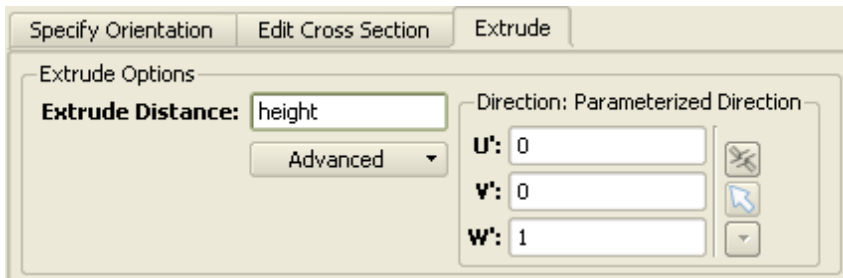 Specify Orientation Edit Cross Section Extrude
Extrude Options
Extrude Distance: height
Advanced
Direction: Parameterized Direction
U': 0
V': 0
W': 1